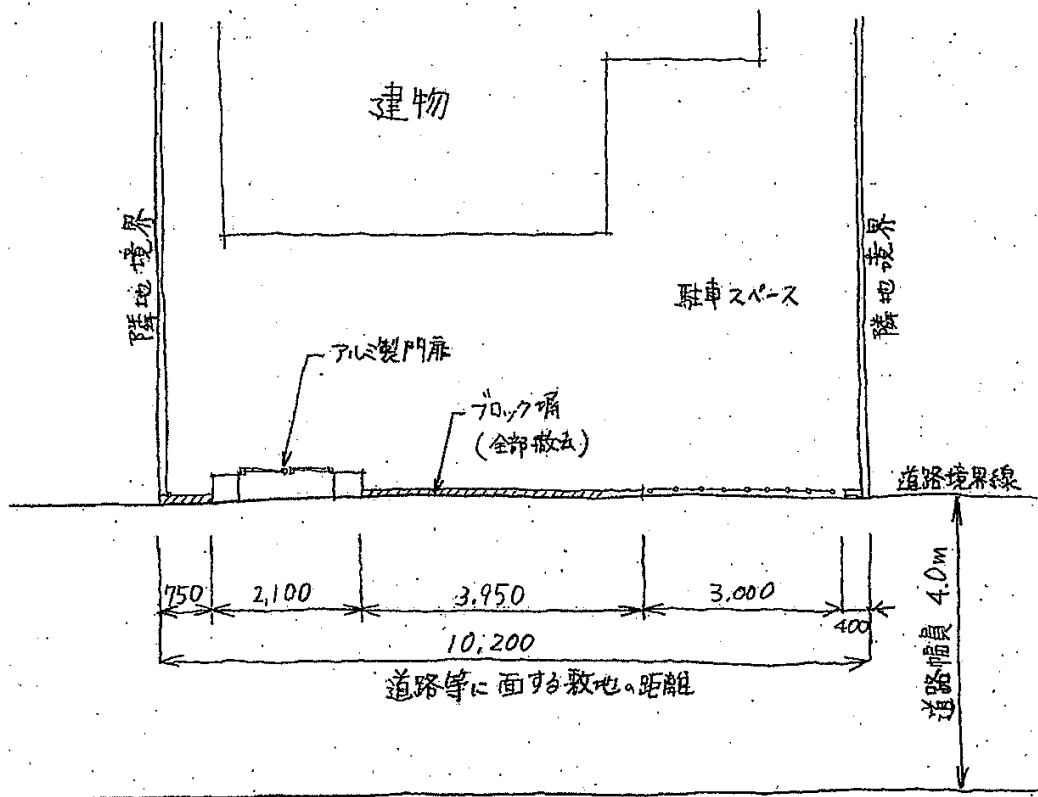 建物
隣地境界
隣地境界
駐車スペース
アルミ製門扉
ブロック塀
(全部撤去)
道路境界線
750
2,100
3,950
3,000
400
10,200
道路等に面する敷地の距離
道路幅員 4.0m